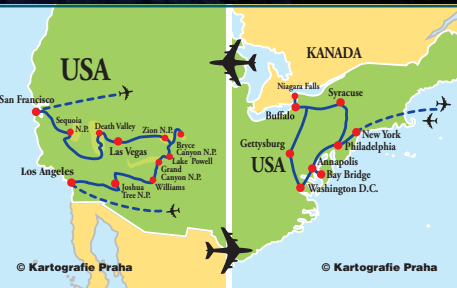 USA
San Francisco
Sequoia
N.P.
Death Valley
Las Vegas
Zion N.P.
Bryce
Canyon N.P.
Lake Powell
Grand
Canyon N.P.
Williams
Los Angeles
Joshua
Tree N.P.
© Kartografie Praha
KANADA
Niagara Falls
Syracuse
Buffalo
New York
Philadelphia
Gettysburg
USA
Annapolis
Bay Bridge
Washington D.C.
© Kartografie Praha